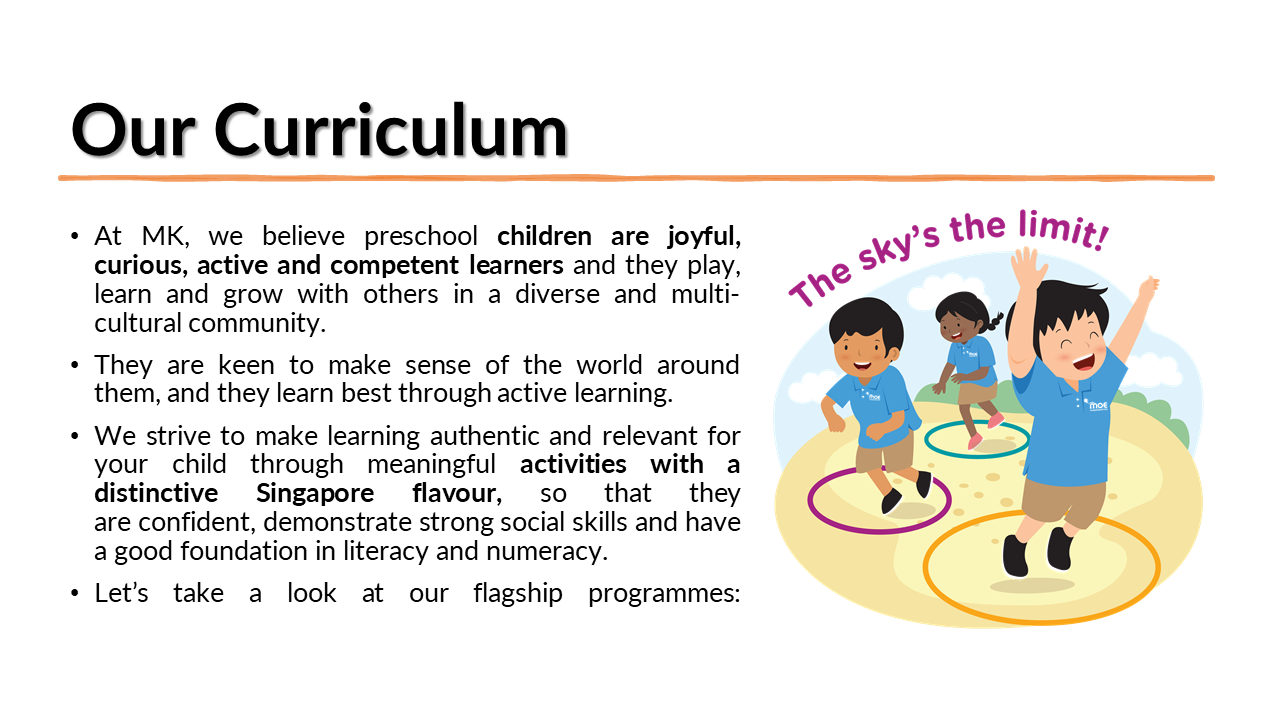 Our Curriculum
• At MK, we believe preschool children are joyful,
curious, active and competent learners and they play,
learn and grow with others in a diverse and multi-
cultural community.
• They are keen to make sense of the world around
them, and they learn best through active learning.
• We strive to make learning authentic and relevant for
your child through meaningful activities with a
distinctive Singapore flavour, so that they
are confident, demonstrate strong social skills and have
a good foundation in literacy and numeracy.
• Let’s take a look at our flagship programmes:
The sky’s the limit!
moe
moe
moe